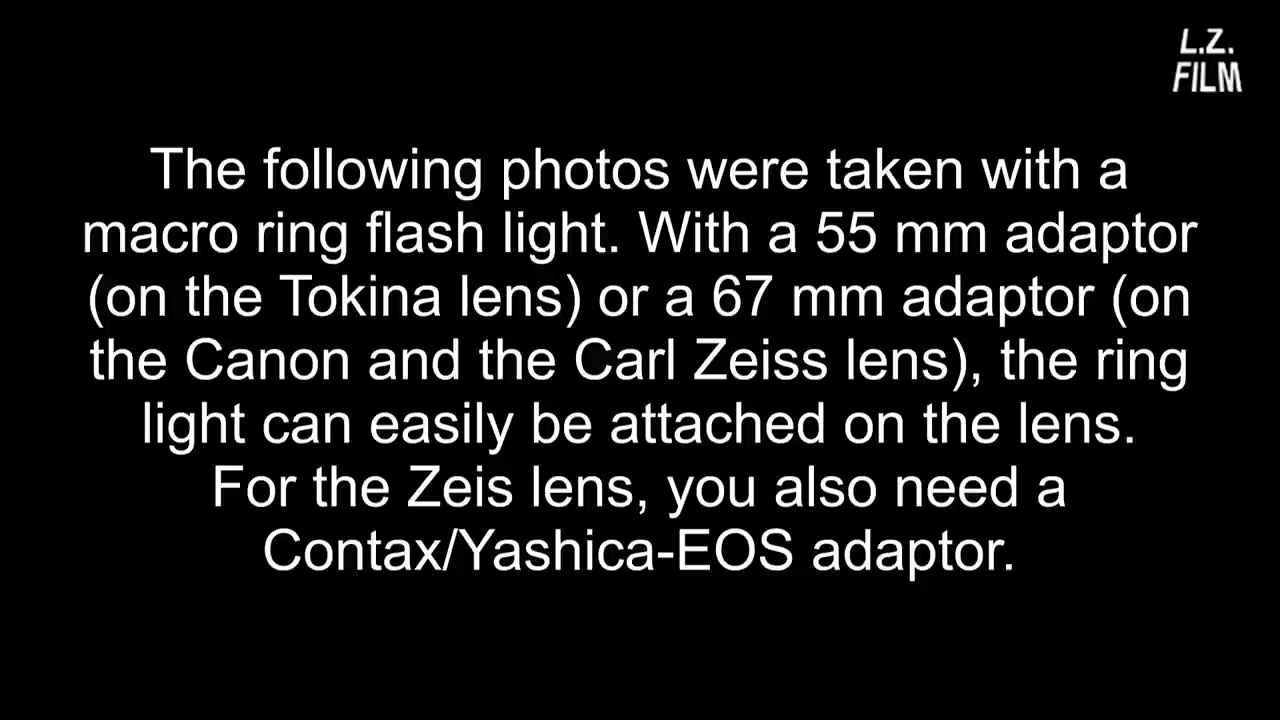 L.Z.
FILM
The following photos were taken with a
macro ring flash light. With a 55 mm adaptor
(on the Tokina lens) or a 67 mm adaptor (on
the Canon and the Carl Zeiss lens), the ring
light can easily be attached on the lens.
For the Zeis lens, you also need a
Contax/Yashica-EOS adaptor.